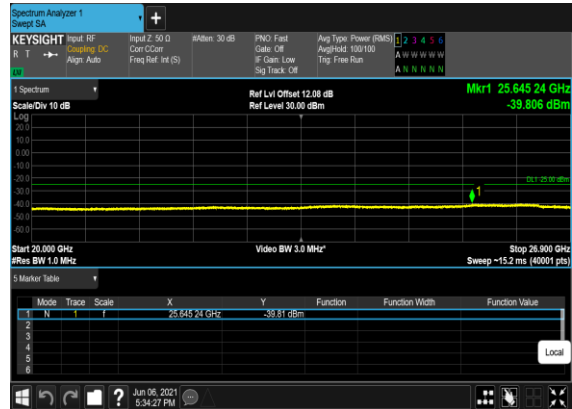 Spectrum Analyzer 1
Swept SA
KEYSIGHT Input: RF Input Z: 50 Ω #Atten: 30 dB PNO: Fast Avg Type: Power (RMS) 1 2 3 4 5 6
R T Coupling: DC Corr CCorr Gate: Off Avg|Hold: 100/100 A W W W W W
Align: Auto Freq Ref: Int (S) IF Gain: Low Trig: Free Run
Sig Track: Off A N N N N N
1 Spectrum Ref Lvl Offset 12.08 dB Mkr1 25.645 24 GHz
Scale/Div 10 dB Ref Level 30.00 dBm -39.806 dBm
Log
20.0
10.0
0.00
-10.0
-20.0
DL1 -25.00 dBm
-30.0
1
-40.0
-50.0
-60.0
Start 20.000 GHz Video BW 3.0 MHz* Stop 26.900 GHz
#Res BW 1.0 MHz Sweep ~15.2 ms (40001 pts)
5 Marker Table
Mode Trace Scale X Y Function Function Width Function Value
1 N 1 f 25.645 24 GHz -39.81 dBm
2
3
4
5
6
Local
Jun 06, 2021
5:34:27 PM